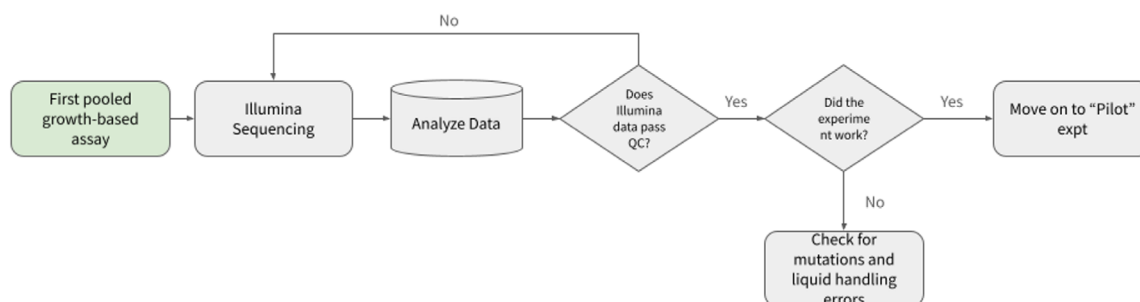 No
First pooled
growth-based
assay
Illumina
Sequencing
Analyze Data
Does
Illumina
data pass
QC?
Yes
Did the
experime
nt work?
Yes
Move on to “Pilot”
expt
No
Check for
mutations and
liquid handling
errors